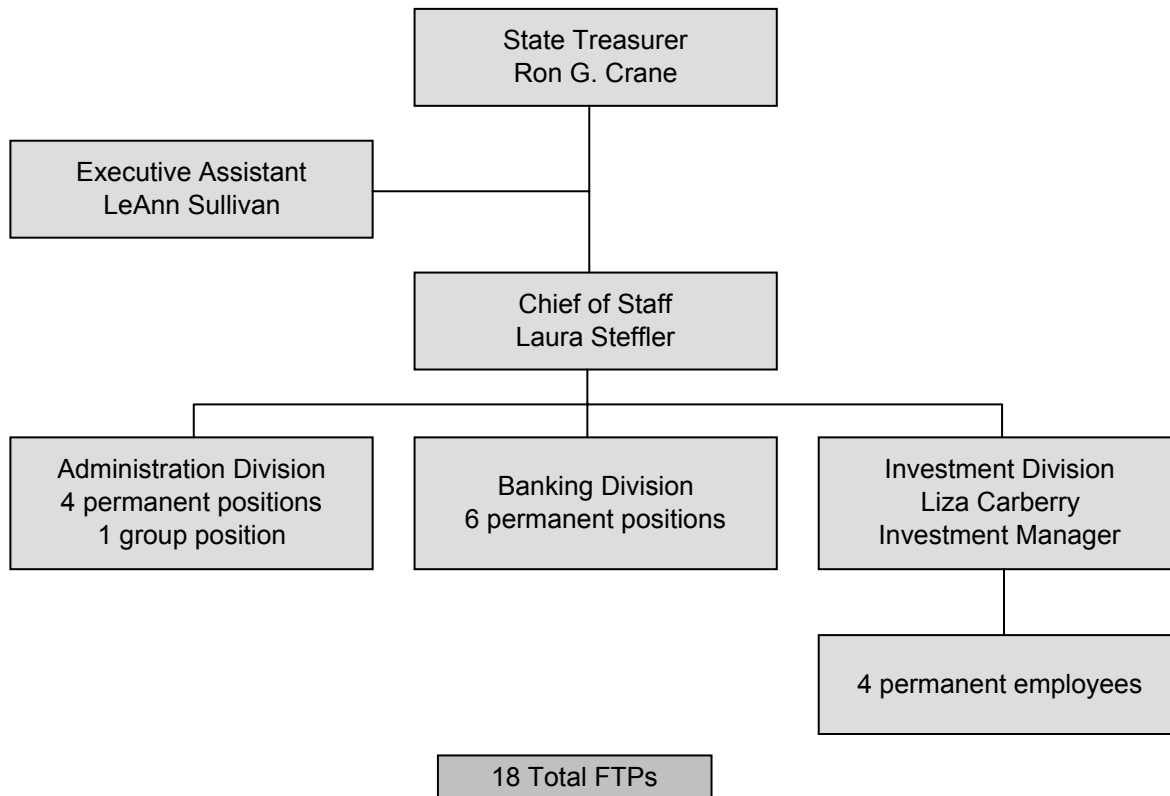 State Treasurer
Ron G. Crane
Executive Assistant
LeAnn Sullivan
Chief of Staff
Laura Steffler
Administration Division
4 permanent positions
1 group position
Banking Division
6 permanent positions
Investment Division
Liza Carberry
Investment Manager
4 permanent employees
18 Total FTPs